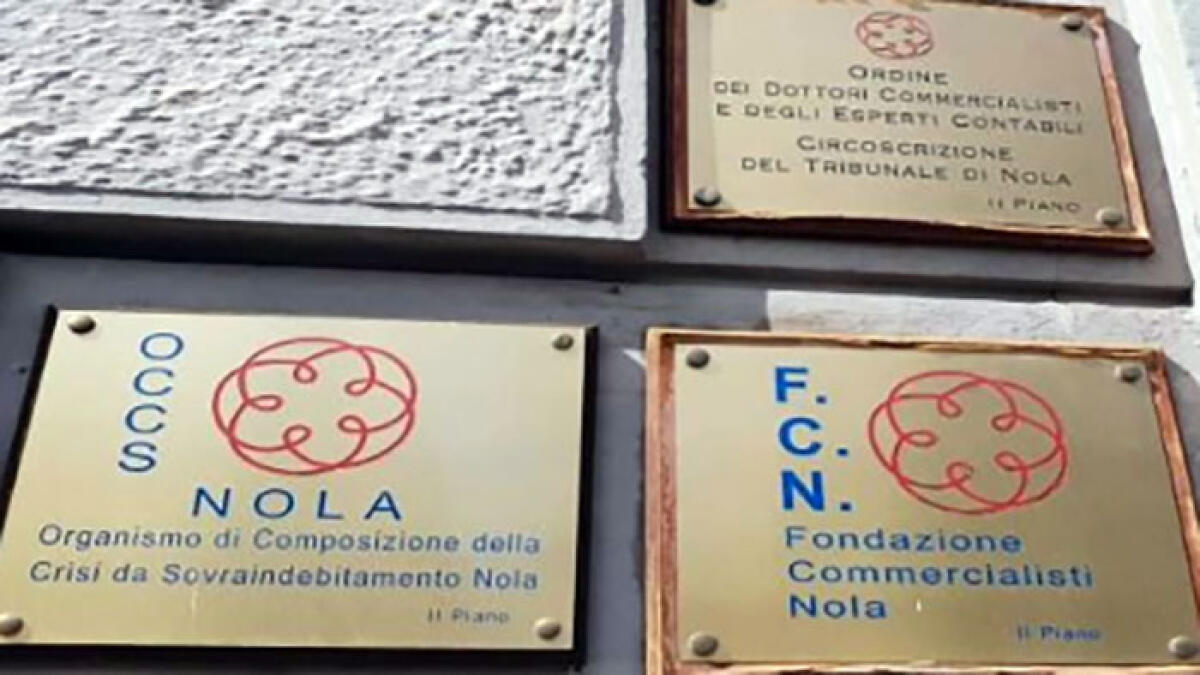 ORDINE
DEI DOTTORI COMMERCIALISTI
E DEGLI ESPERTI CONTABILI
CIRCOSCRIZIONE
DEL TRIBUNALE DI NOLA
II PIANO
OCCS
NOLA
Organismo di Composizione della
Crisi da Sovraindebitamento Nola
II Piano
F.
C.
N.
Fondazione
Commercialisti
Nola
II Piano